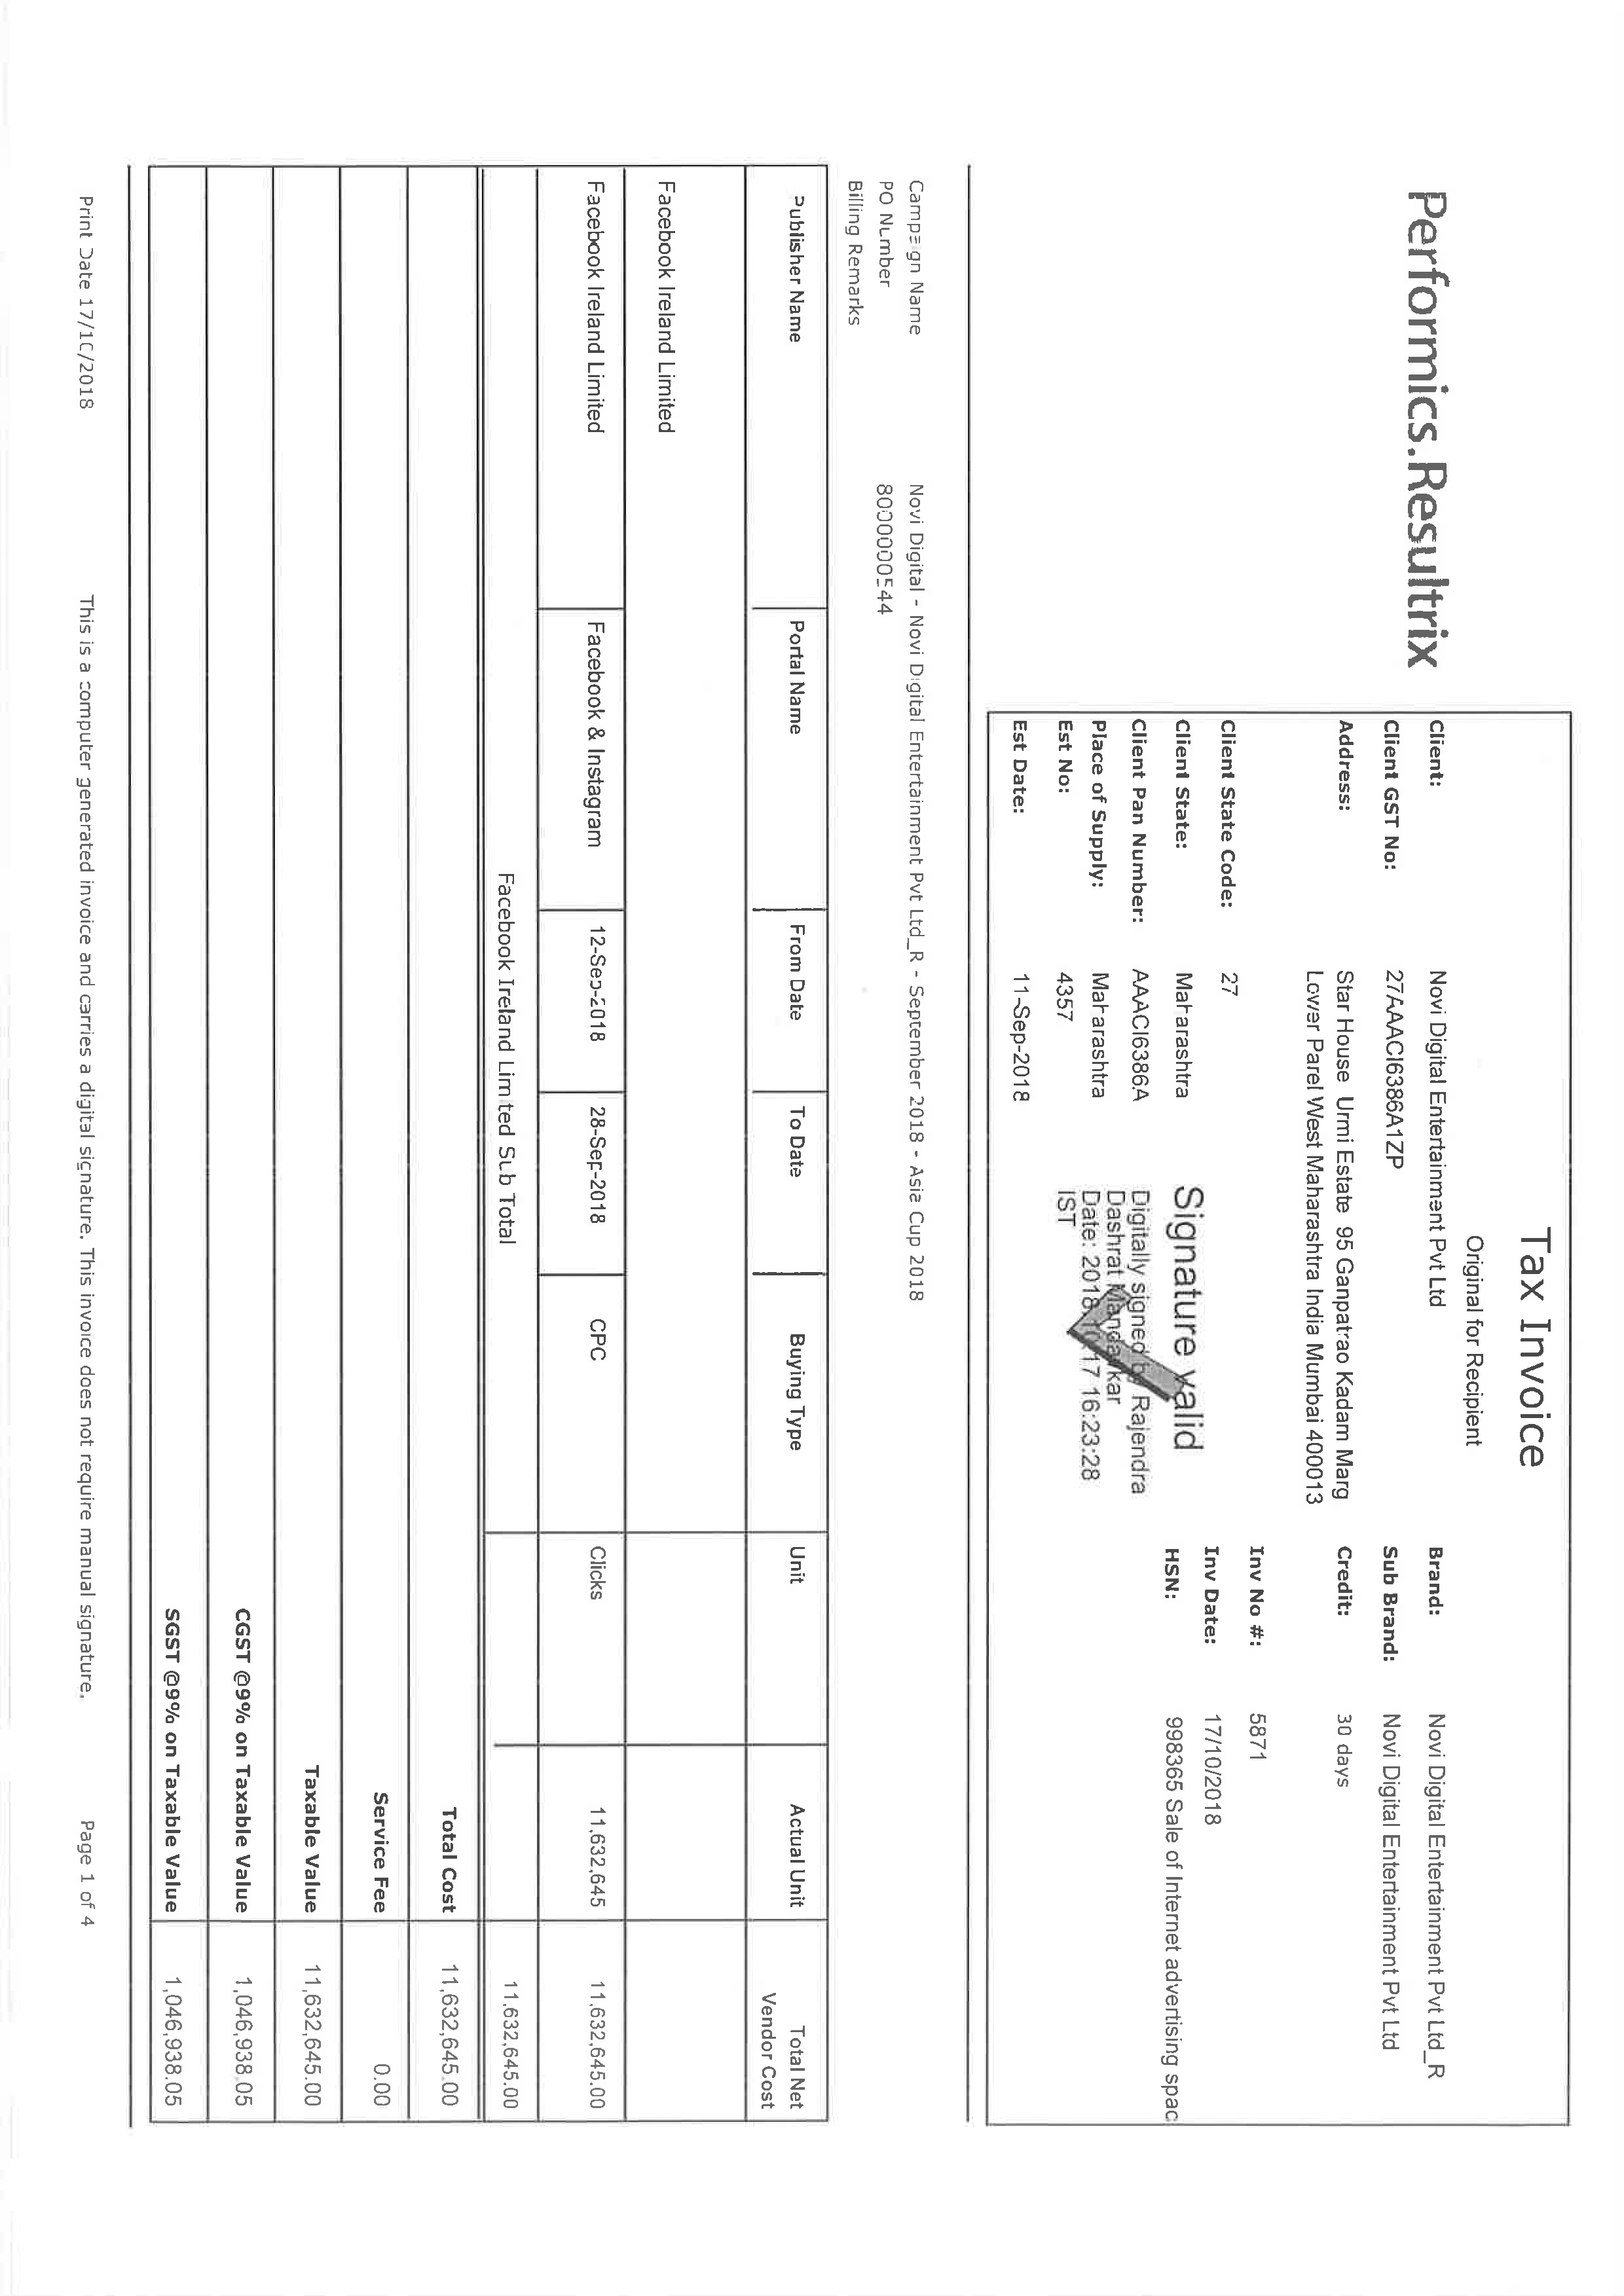 Tax Invoice
Original for Recipient
Performics.Resultrix
Client: Novi Digital Entertainment Pvt Ltd
Brand: Novi Digital Entertainment Pvt Ltd_R
Client GST No: 27AAACI6386A1ZP
Sub Brand: Novi Digital Entertainment Pvt Ltd
Address: Star House Urmi Estate 95 Ganpatrao Kadam Marg
Lower Parel West Maharashtra India Mumbai 400013
Credit: 30 days
Client State Code: 27
Inv No #: 5871
Client State: Maharashtra
Inv Date: 17/10/2018
Client Pan Number: AAACI6386A
HSN: 998365 Sale of Internet advertising spac
Place of Supply: Maharashtra
Est No: 4357
Est Date: 11-Sep-2018
Signature valid
Digitally signed by Rajendra
Dashrat Mandavkar
Date: 2018.10.17 16:23:28
IST
Campaign Name Novi Digital - Novi Digital Entertainment Pvt Ltd_R - September 2018 - Asia Cup 2018
PO Number 8000000544
Billing Remarks
Publisher Name Portal Name From Date To Date Buying Type Unit Actual Unit Total Net
Vendor Cost
Facebook Ireland Limited
Facebook Ireland Limited Facebook & Instagram 12-Sep-2018 28-Sep-2018 CPC Clicks 11,632,645 11,632,645.00
Facebook Ireland Limited Sub Total 11,632,645.00
Total Cost 11,632,645.00
Service Fee 0.00
Taxable Value 11,632,645.00
CGST @9% on Taxable Value 1,046,938.05
SGST @9% on Taxable Value 1,046,938.05
Print Date 17/10/2018 This is a computer generated invoice and carries a digital signature. This invoice does not require manual signature. Page 1 of 4